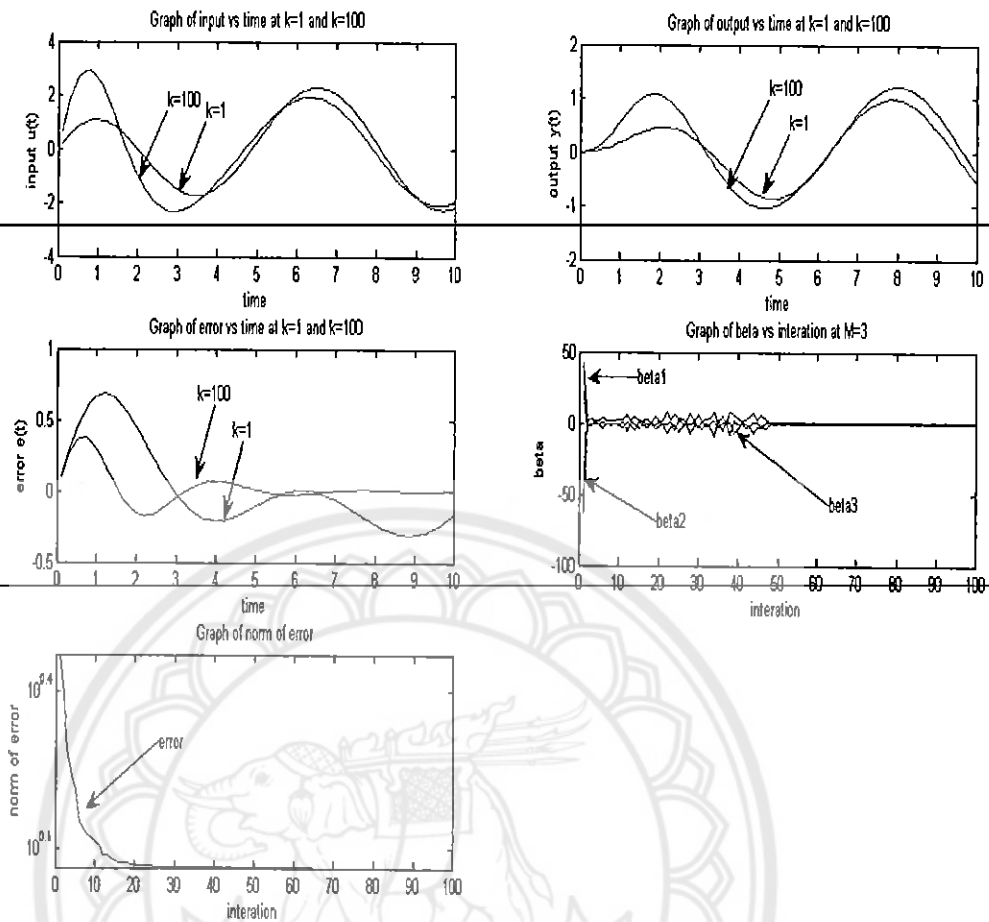 Graph of input vs time at k=1 and k=100
4
2
0
-2
-4
input u(t)
k=100
k=1
0 1 2 3 4 5 6 7 8 9 10
time
Graph of output vs time at k=1 and k=100
2
1
0
-1
-2
output y(t)
k=100
k=1
0 1 2 3 4 5 6 7 8 9 10
time
Graph of error vs time at k=1 and k=100
1
0.5
0
-0.5
error e(t)
k=100
k=1
0 1 2 3 4 5 6 7 8 9 10
time
Graph of beta vs interation at M=3
50
0
-50
-100
beta
beta1
beta2
beta3
0 10 20 30 40 50 60 70 80 90 100
interation
Graph of norm of error
10^0.4
10^0.1
norm of error
error
0 10 20 30 40 50 60 70 80 90 100
interation